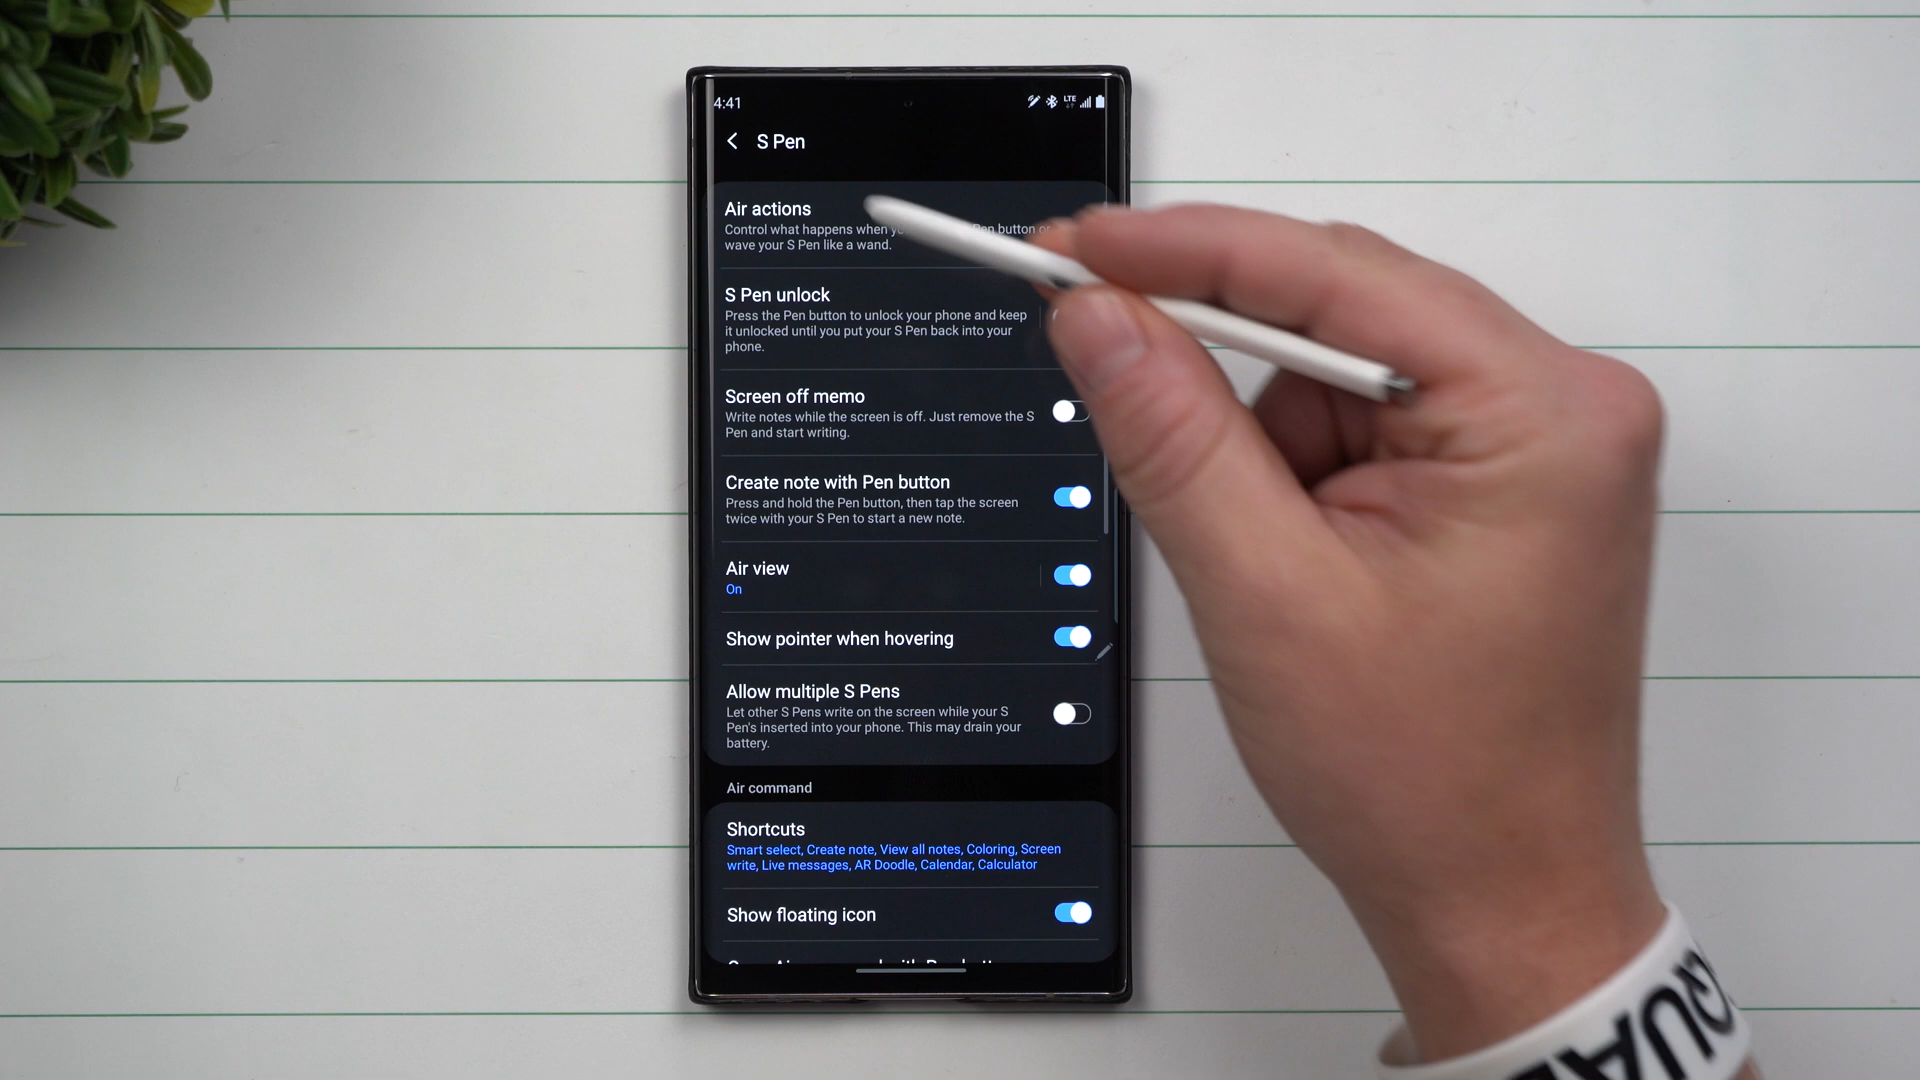 4:41
LTE
S Pen
Air actions
Control what happens when Pen button or
wave your S Pen like a wand.
S Pen unlock
Press the Pen button to unlock your phone and keep
it unlocked until you put your S Pen back into your
phone.
Screen off memo
Write notes while the screen is off. Just remove the S
Pen and start writing.
Create note with Pen button
Press and hold the Pen button, then tap the screen
twice with your S Pen to start a new note.
Air view
On
Show pointer when hovering
Allow multiple S Pens
Let other S Pens write on the screen while your S
Pen's inserted into your phone. This may drain your
battery.
Air command
Shortcuts
Smart select, Create note, View all notes, Coloring, Screen
write, Live messages, AR Doodle, Calendar, Calculator
Show floating icon